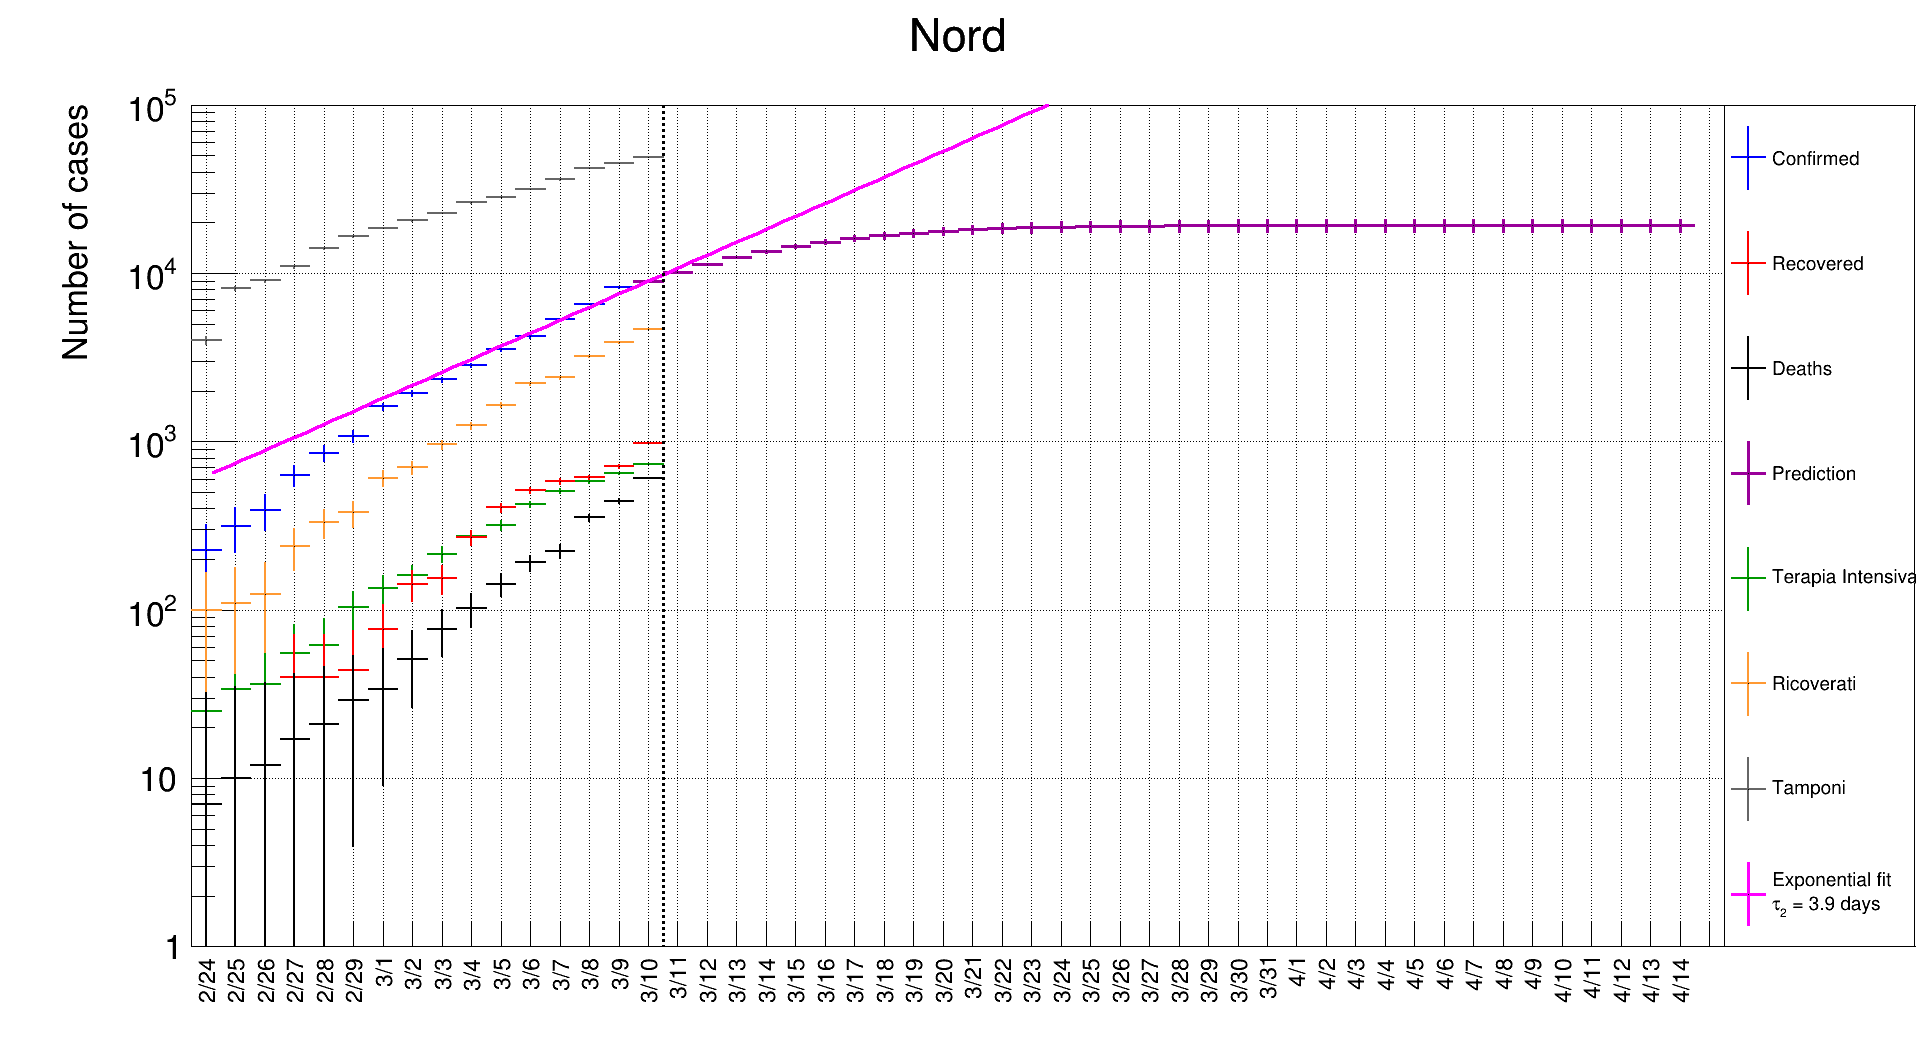 Nord
Number of cases
10^5
10^4
10^3
10^2
10
1
2/24 2/25 2/26 2/27 2/28 2/29 3/1 3/2 3/3 3/4 3/5 3/6 3/7 3/8 3/9 3/10 3/11 3/12 3/13 3/14 3/15 3/16 3/17 3/18 3/19 3/20 3/21 3/22 3/23 3/24 3/25 3/26 3/27 3/28 3/29 3/30 3/31 4/1 4/2 4/3 4/4 4/5 4/6 4/7 4/8 4/9 4/10 4/11 4/12 4/13 4/14
Confirmed
Recovered
Deaths
Prediction
Terapia Intensiva
Ricoverati
Tamponi
Exponential fit
τ_2 = 3.9 days